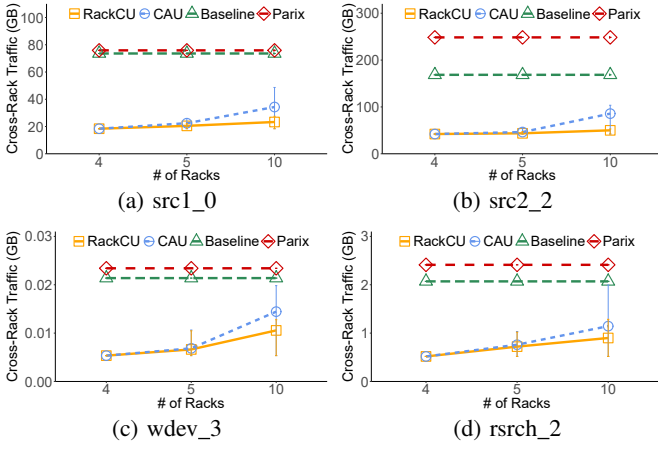 RackCU CAU Baseline Parix
Cross-Rack Traffic (GB)
100
80
60
40
20
0
4 5 10
# of Racks
(a) src1_0
RackCU CAU Baseline Parix
Cross-Rack Traffic (GB)
300
200
100
0
4 5 10
# of Racks
(b) src2_2
RackCU CAU Baseline Parix
Cross-Rack Traffic (GB)
0.03
0.02
0.01
0.00
4 5 10
# of Racks
(c) wdev_3
RackCU CAU Baseline Parix
Cross-Rack Traffic (GB)
3
2
1
0
4 5 10
# of Racks
(d) rsrch_2